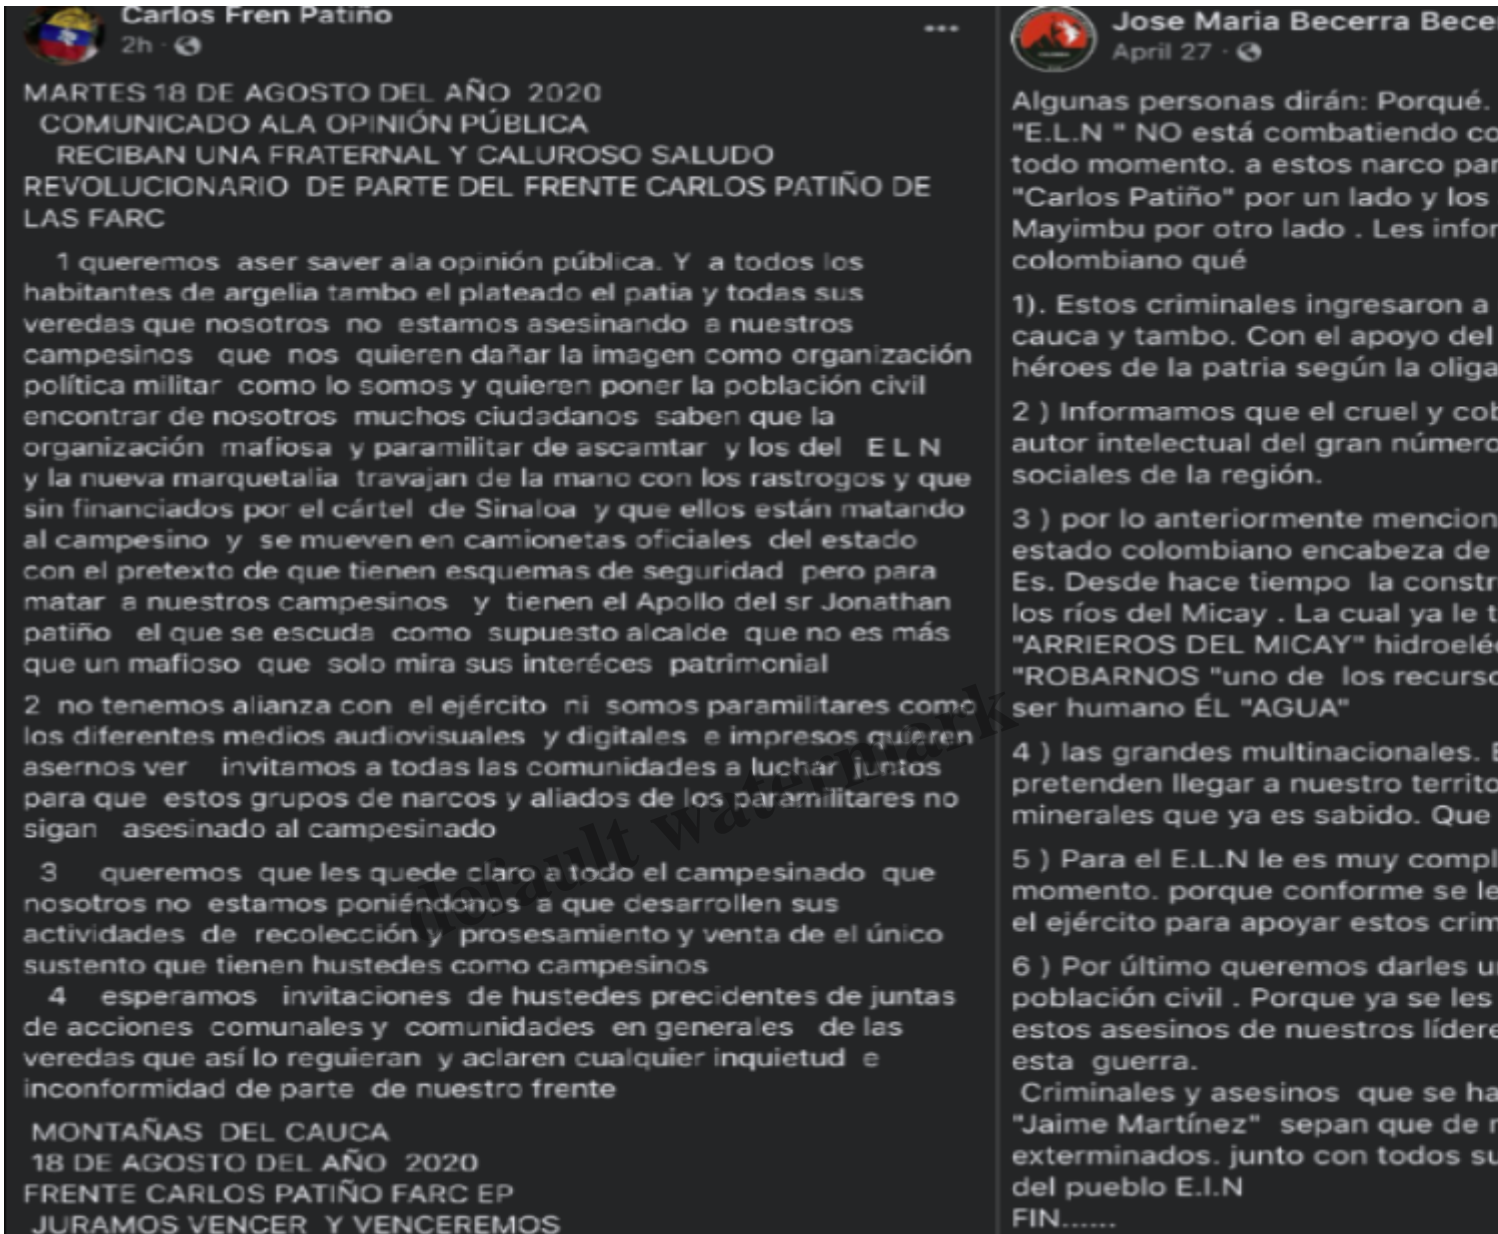 Carlos Fren Patiño
2h
MARTES 18 DE AGOSTO DEL AÑO 2020
COMUNICADO ALA OPINIÓN PÚBLICA
RECIBAN UNA FRATERNAL Y CALUROSO SALUDO
REVOLUCIONARIO DE PARTE DEL FRENTE CARLOS PATIÑO DE
LAS FARC
1 queremos aser saver ala opinión pública. Y a todos los
habitantes de argelia tambo el plateado el patia y todas sus
veredas que nosotros no estamos asesinando a nuestros
campesinos que nos quieren dañar la imagen como organización
política militar como lo somos y quieren poner la población civil
encontrar de nosotros muchos ciudadanos saben que la
organización mafiosa y paramilitar de ascamtar y los del E L N
y la nueva marquetalia travajan de la mano con los rastrogos y que
sin financiados por el cártel de Sinaloa y que ellos están matando
al campesino y se mueven en camionetas oficiales del estado
con el pretexto de que tienen esquemas de seguridad pero para
matar a nuestros campesinos y tienen el Apollo del sr Jonathan
patiño el que se escuda como supuesto alcalde que no es más
que un mafioso que solo mira sus interéces patrimonial
2 no tenemos alianza con el ejército ni somos paramilitares como
los diferentes medios audiovisuales y digitales e impresos quieren
asernos ver invitamos a todas las comunidades a luchar juntos
para que estos grupos de narcos y aliados de los paramilitares no
sigan asesinado al campesinado
3 queremos que les quede claro a todo el campesinado que
nosotros no estamos poniéndonos a que desarrollen sus
actividades de recolección y prosesamiento y venta de el único
sustento que tienen hustedes como campesinos
4 esperamos invitaciones de hustedes precidentes de juntas
de acciones comunales y comunidades en generales de las
veredas que así lo reguieran y aclaren cualquier inquietud e
inconformidad de parte de nuestro frente
MONTAÑAS DEL CAUCA
18 DE AGOSTO DEL AÑO 2020
FRENTE CARLOS PATIÑO FARC EP
JURAMOS VENCER Y VENCEREMOS
Jose Maria Becerra
April 27
Algunas personas dirán: Porqué.
"E.L.N " NO está combatiendo
todo momento. a estos narco
"Carlos Patiño" por un lado y los
Mayimbu por otro lado . Les
colombiano qué
1). Estos criminales ingresaron a
cauca y tambo. Con el apoyo del
héroes de la patria según la
2 ) Informamos que el cruel y
autor intelectual del gran número
sociales de la región.
3 ) por lo anteriormente
estado colombiano encabeza de
Es. Desde hace tiempo la
los ríos del Micay . La cual ya le
"ARRIEROS DEL MICAY"
"ROBARNOS "uno de los
ser humano ÉL "AGUA"
4 ) las grandes multinacionales.
pretenden llegar a nuestro
minerales que ya es sabido. Que
5 ) Para el E.L.N le es muy
momento. porque conforme se
el ejército para apoyar estos
6 ) Por último queremos darles
población civil . Porque ya se les
estos asesinos de nuestros
esta guerra.
Criminales y asesinos que se
"Jaime Martínez" sepan que de
exterminados. junto con todos
del pueblo E.I.N
FIN......
default watermark